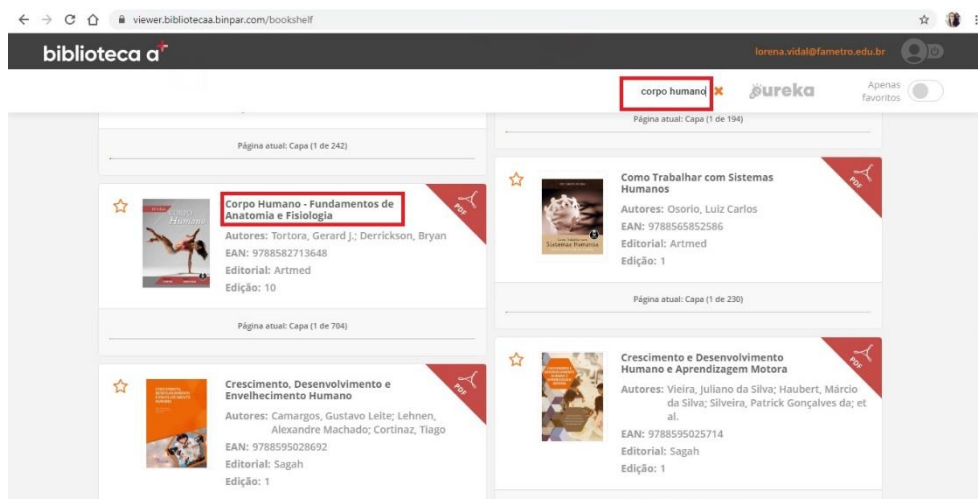 viewer.bibliotecaa.binpar.com/bookshelf
biblioteca a+
lorena.vidal@fametro.edu.br
corpo humano
eureka
Apenas
favoritos
Página atual: Capa (1 de 242)
Corpo Humano - Fundamentos de
Anatomia e Fisiologia
Autores: Tortora, Gerard J.; Derrickson, Bryan
EAN: 9788582713648
Editorial: Artmed
Edição: 10
PDF
Página atual: Capa (1 de 704)
Crescimento, Desenvolvimento e
Envelhecimento Humano
Autores: Camargos, Gustavo Leite; Lehnen,
Alexandre Machado; Cortinaz, Tiago
EAN: 9788595028692
Editorial: Sagah
Edição: 1
PDF
Página atual: Capa (1 de 194)
Como Trabalhar com Sistemas
Humanos
Autores: Osorio, Luiz Carlos
EAN: 9788565852586
Editorial: Artmed
Edição: 1
PDF
Página atual: Capa (1 de 230)
Crescimento e Desenvolvimento
Humano e Aprendizagem Motora
Autores: Vieira, Juliano da Silva; Haubert, Márcio
da Silva; Silveira, Patrick Gonçalves da; et
al.
EAN: 9788595025714
Editorial: Sagah
Edição: 1
PDF